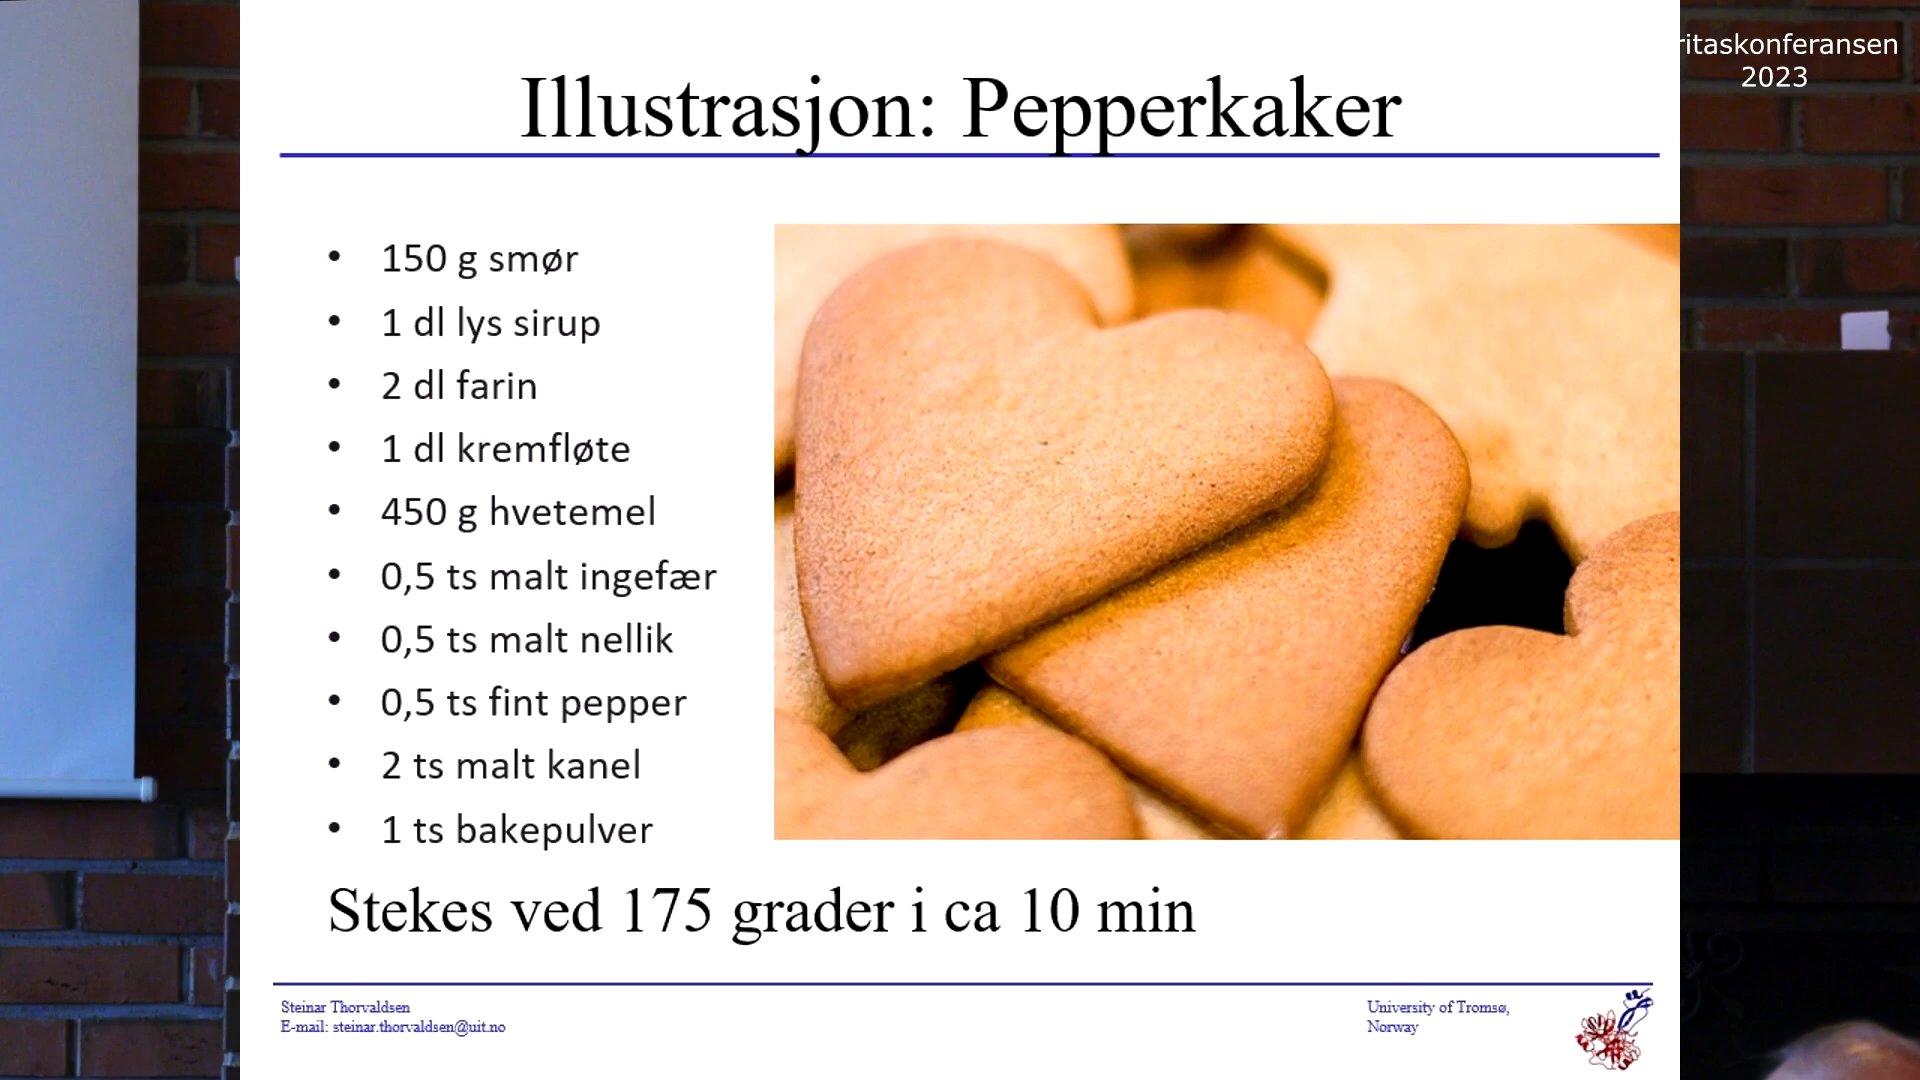 ritaskonferansen
2023
Illustrasjon: Pepperkaker
• 150 g smør
• 1 dl lys sirup
• 2 dl farin
• 1 dl kremfløte
• 450 g hvetemel
• 0,5 ts malt ingefær
• 0,5 ts malt nellik
• 0,5 ts fint pepper
• 2 ts malt kanel
• 1 ts bakepulver
Stekes ved 175 grader i ca 10 min
Steinar Thorvaldsen
E-mail: steinar.thorvaldsen@uit.no
University of Tromsø,
Norway